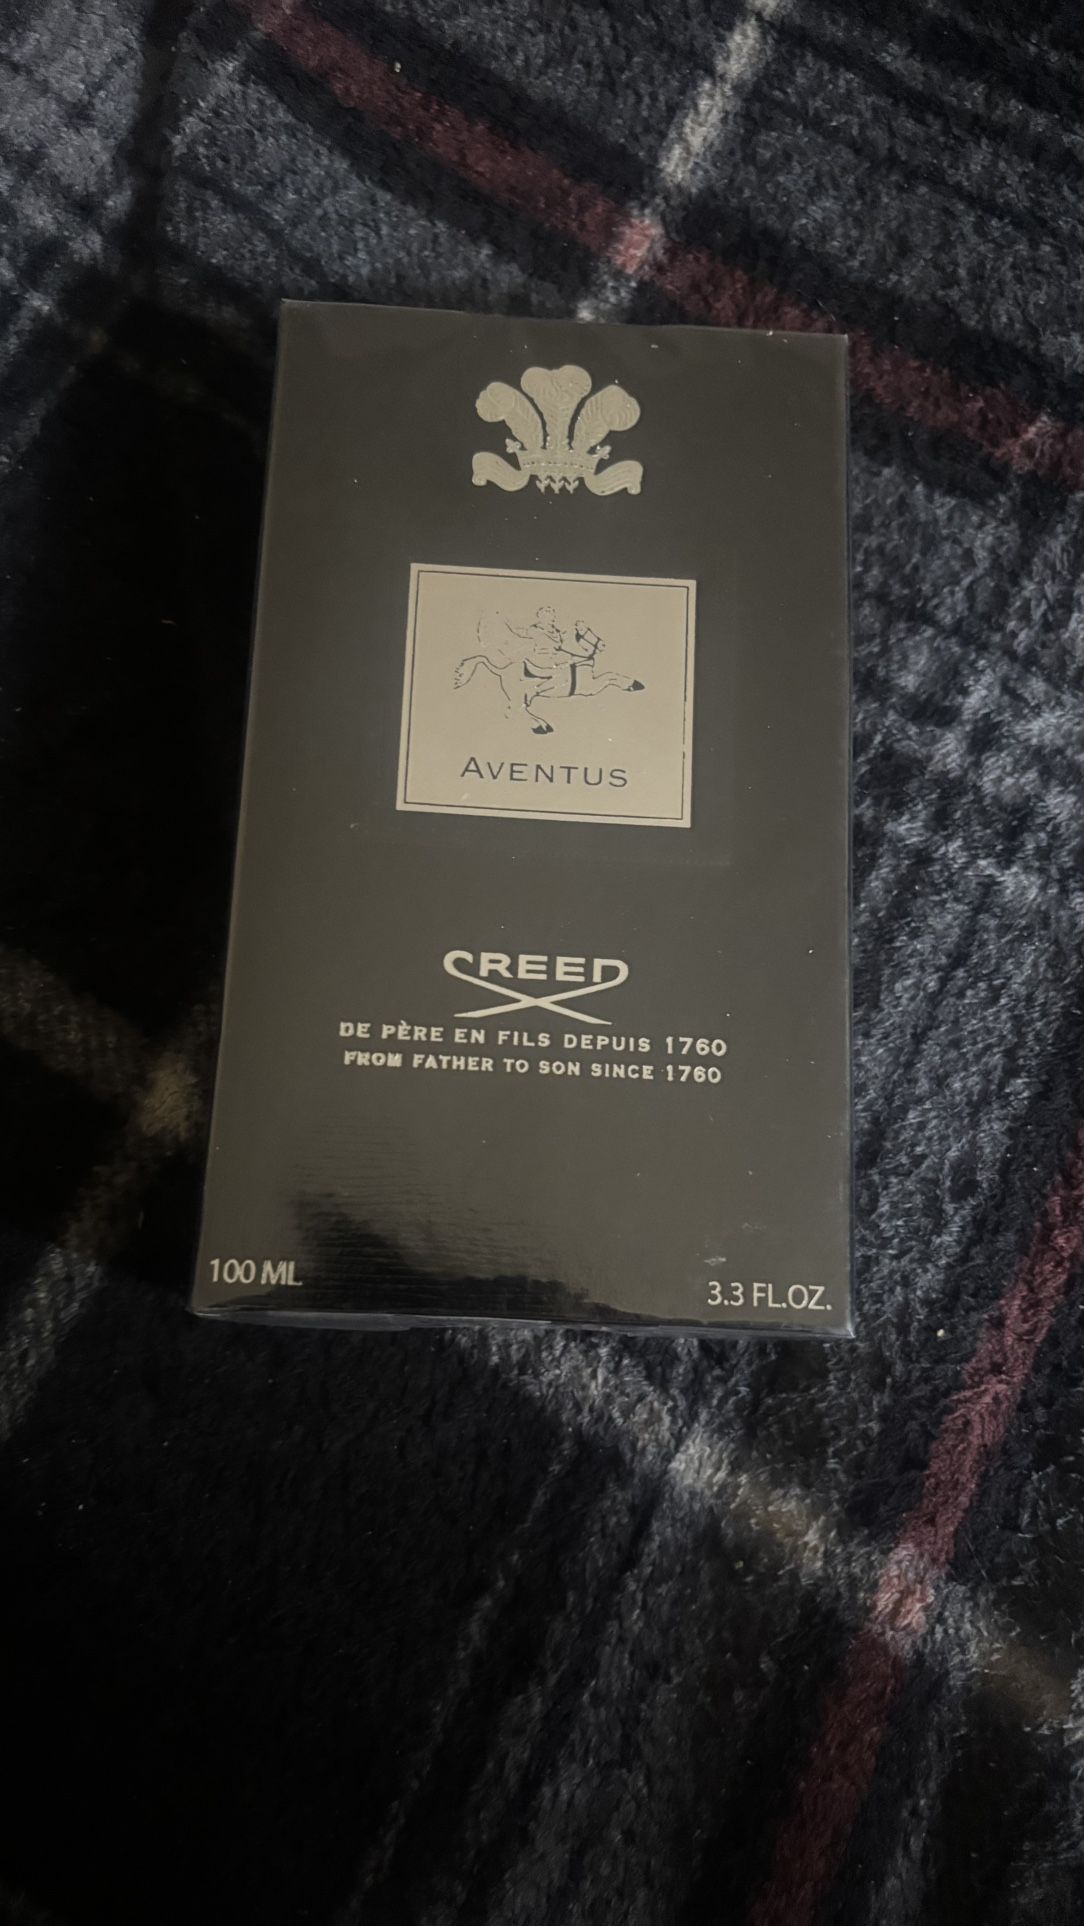 AVENTUS
CREED
DE PÈRE EN FILS DEPUIS 1760
FROM FATHER TO SON SINCE 1760
100 ML
3.3 FL.OZ.